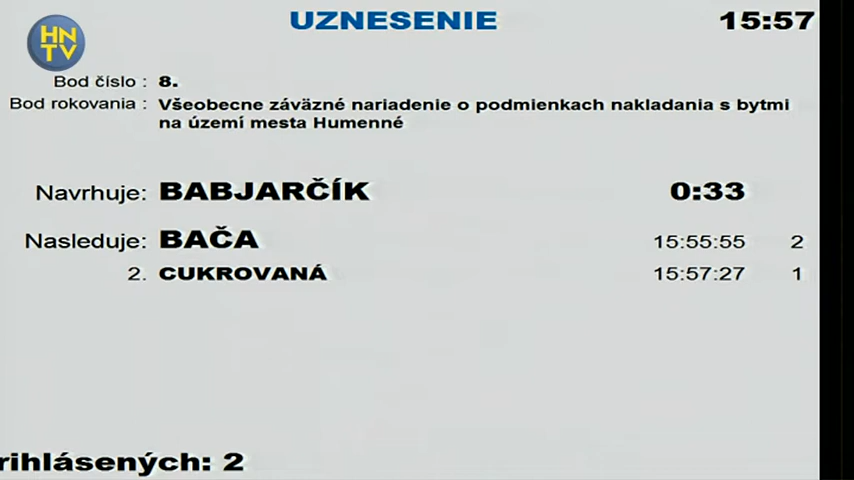 HN
TV
UZNESENIE 15:57
Bod číslo : 8.
Bod rokovania : Všeobecne záväzné nariadenie o podmienkach nakladania s bytmi
na území mesta Humenné
Navrhuje: BABJARČÍK 0:33
Nasleduje: BAČA 15:55:55 2
2. CUKROVANÁ 15:57:27 1
rihlásených: 2